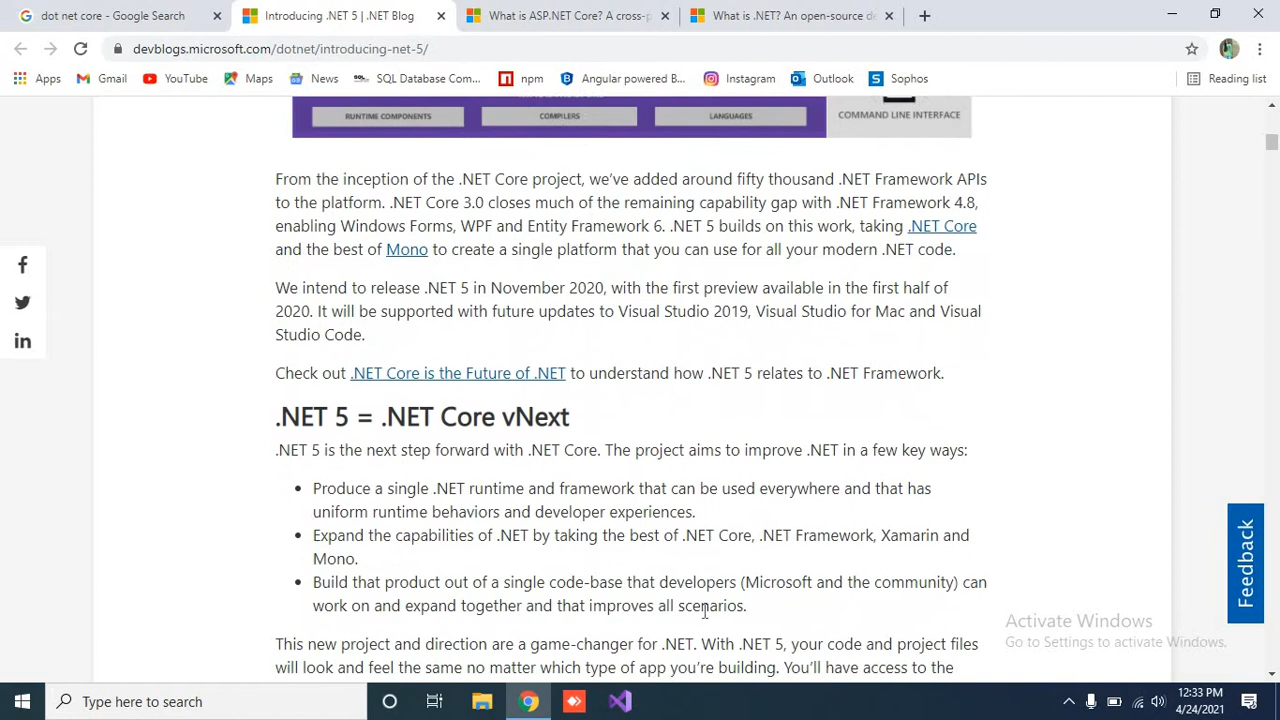 dot net core - Google Search
Introducing .NET 5 | .NET Blog
What is ASP.NET Core? A cross-p
What is .NET? An open-source de
devblogs.microsoft.com/dotnet/introducing-net-5/
Apps
Gmail
YouTube
Maps
News
SQL Database Com...
npm
Angular powered B...
Instagram
Outlook
Sophos
Reading list
RUNTIME COMPONENTS
COMPILERS
LANGUAGES
COMMAND LINE INTERFACE
From the inception of the .NET Core project, we've added around fifty thousand .NET Framework APIs
to the platform. .NET Core 3.0 closes much of the remaining capability gap with .NET Framework 4.8,
enabling Windows Forms, WPF and Entity Framework 6. .NET 5 builds on this work, taking .NET Core
and the best of Mono to create a single platform that you can use for all your modern .NET code.
We intend to release .NET 5 in November 2020, with the first preview available in the first half of
2020. It will be supported with future updates to Visual Studio 2019, Visual Studio for Mac and Visual
Studio Code.
Check out .NET Core is the Future of .NET to understand how .NET 5 relates to .NET Framework.
.NET 5 = .NET Core vNext
.NET 5 is the next step forward with .NET Core. The project aims to improve .NET in a few key ways:
• Produce a single .NET runtime and framework that can be used everywhere and that has
uniform runtime behaviors and developer experiences.
• Expand the capabilities of .NET by taking the best of .NET Core, .NET Framework, Xamarin and
Mono.
• Build that product out of a single code-base that developers (Microsoft and the community) can
work on and expand together and that improves all scenarios.
This new project and direction are a game-changer for .NET. With .NET 5, your code and project files
will look and feel the same no matter which type of app you're building. You'll have access to the
Feedback
Activate Windows
Go to Settings to activate Windows.
Type here to search
12:33 PM
4/24/2021